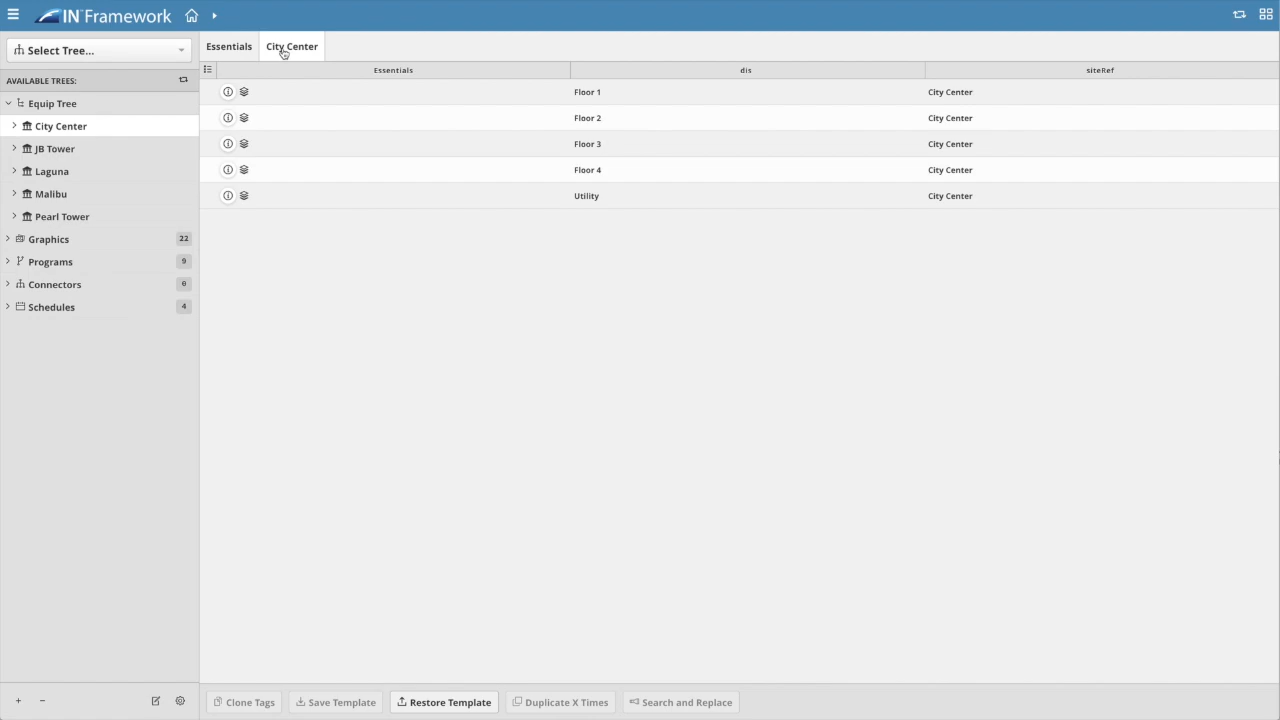 IN Framework
Select Tree...
AVAILABLE TREES:
Equip Tree
City Center
JB Tower
Laguna
Malibu
Pearl Tower
Graphics 22
Programs 9
Connectors 0
Schedules 4
Essentials City Center
Essentials dis siteRef
Floor 1 City Center
Floor 2 City Center
Floor 3 City Center
Floor 4 City Center
Utility City Center
Clone Tags Save Template Restore Template Duplicate X Times Search and Replace